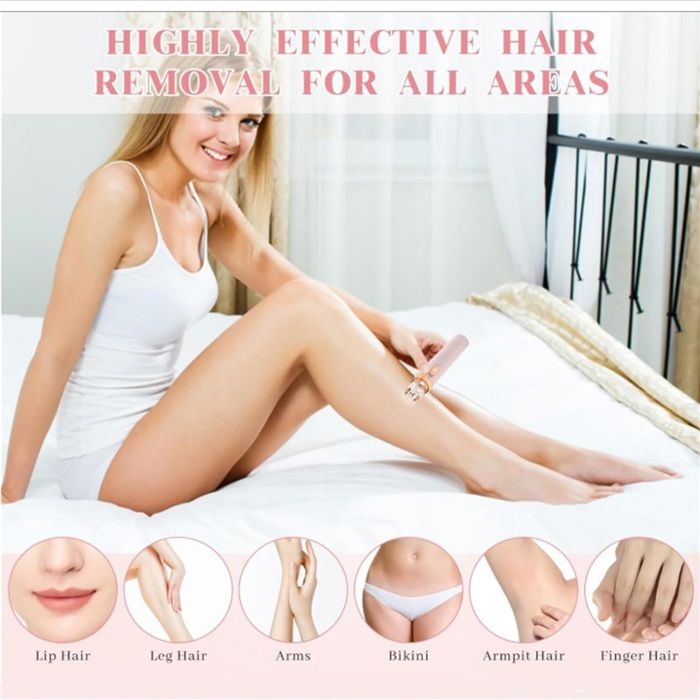 HIGHLY EFFECTIVE HAIR
REMOVAL FOR ALL AREAS
Lip Hair
Leg Hair
Arms
Bikini
Armpit Hair
Finger Hair